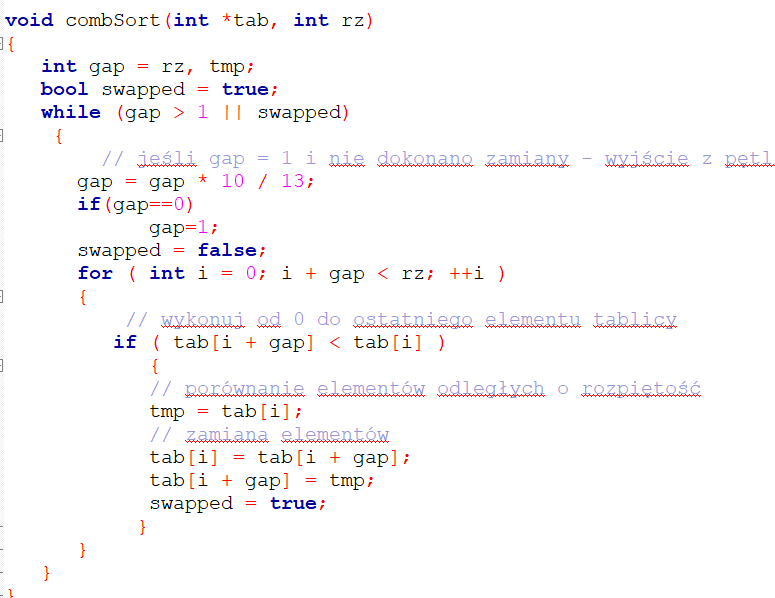 void combSort(int *tab, int rz)
{
int gap = rz, tmp;
bool swapped = true;
while (gap > 1 || swapped)
{
// jeśli gap = 1 i nie dokonano zamiany - wyjście z pętl
gap = gap * 10 / 13;
if(gap==0)
gap=1;
swapped = false;
for ( int i = 0; i + gap < rz; ++i )
{
// wykonuj od 0 do ostatniego elementu tablicy
if ( tab[i + gap] < tab[i] )
{
// porównanie elementów odległych o rozpiętość
tmp = tab[i];
// zamiana elementów
tab[i] = tab[i + gap];
tab[i + gap] = tmp;
swapped = true;
}
}
}
}